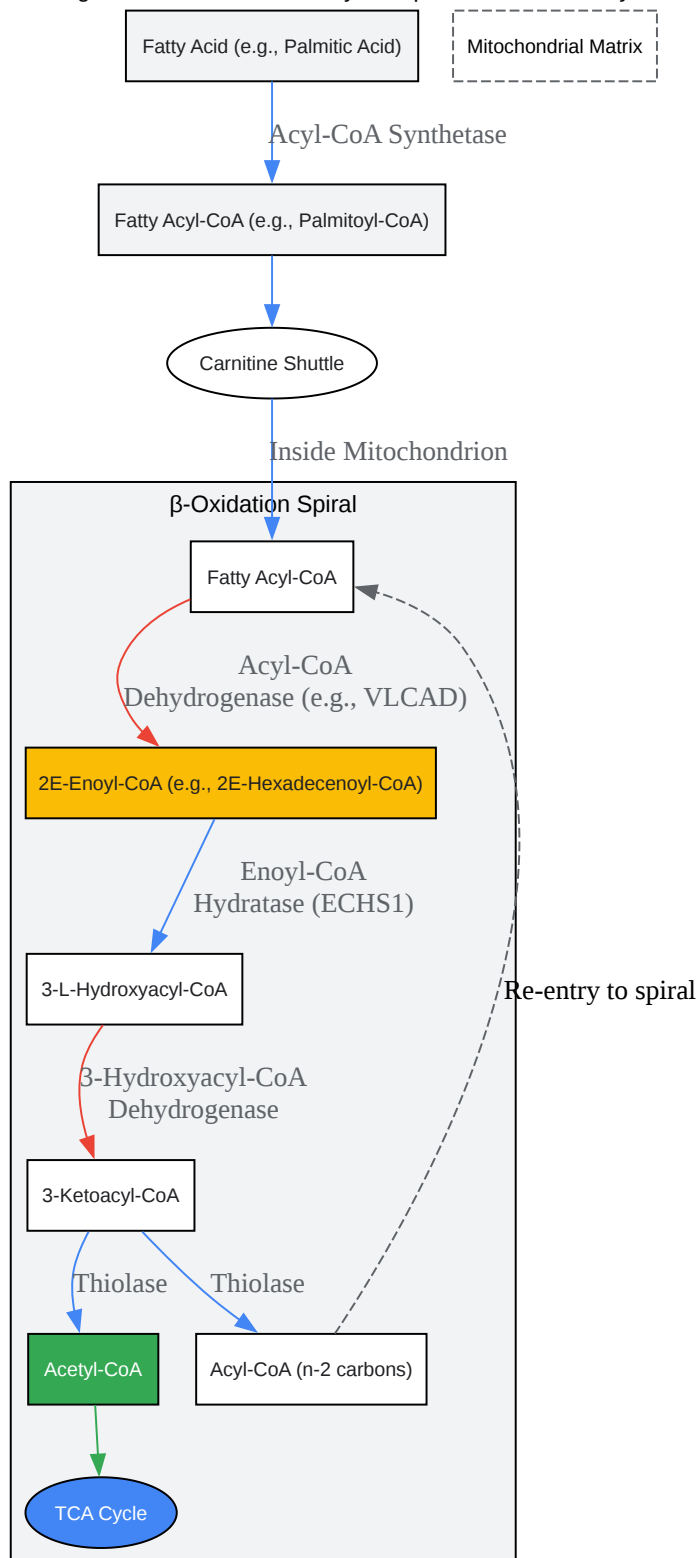 Fatty Acid (e.g., Palmitic Acid)
Mitochondrial Matrix
Acyl-CoA Synthetase
Fatty Acyl-CoA (e.g., Palmitoyl-CoA)
Carnitine Shuttle
Inside Mitochondrion
β-Oxidation Spiral
Fatty Acyl-CoA
Acyl-CoA
Dehydrogenase (e.g., VLCAD)
2E-Enoyl-CoA (e.g., 2E-Hexadecenoyl-CoA)
Enoyl-CoA
Hydratase (ECHS1)
3-L-Hydroxyacyl-CoA
Re-entry to spiral
3-Hydroxyacyl-CoA
Dehydrogenase
3-Ketoacyl-CoA
Thiolase
Thiolase
Acetyl-CoA
Acyl-CoA (n-2 carbons)
TCA Cycle